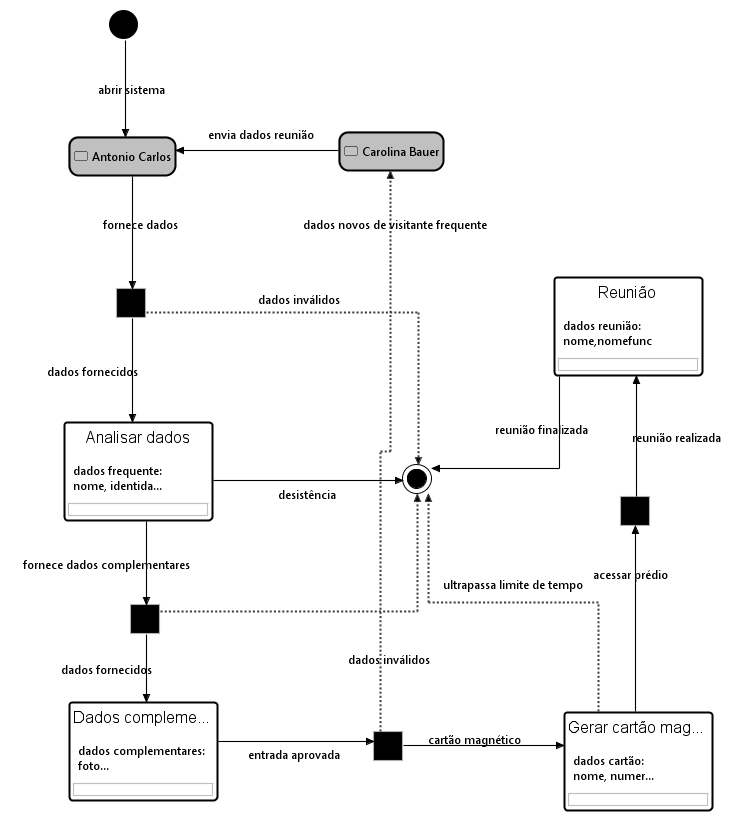 abrir sistema
envia dados reunião
Antonio Carlos
Carolina Bauer
fornece dados
dados novos de visitante frequente
dados inválidos
Reunião
dados reunião:
nome,nomefunc
dados fornecidos
Analisar dados
dados frequente:
nome, identida...
reunião finalizada
reunião realizada
desistência
fornece dados complementares
acessar prédio
ultrapassa limite de tempo
dados fornecidos
dados inválidos
Dados compleme...
dados complementares:
foto...
entrada aprovada
cartão magnético
Gerar cartão mag...
dados cartão:
nome, numer...